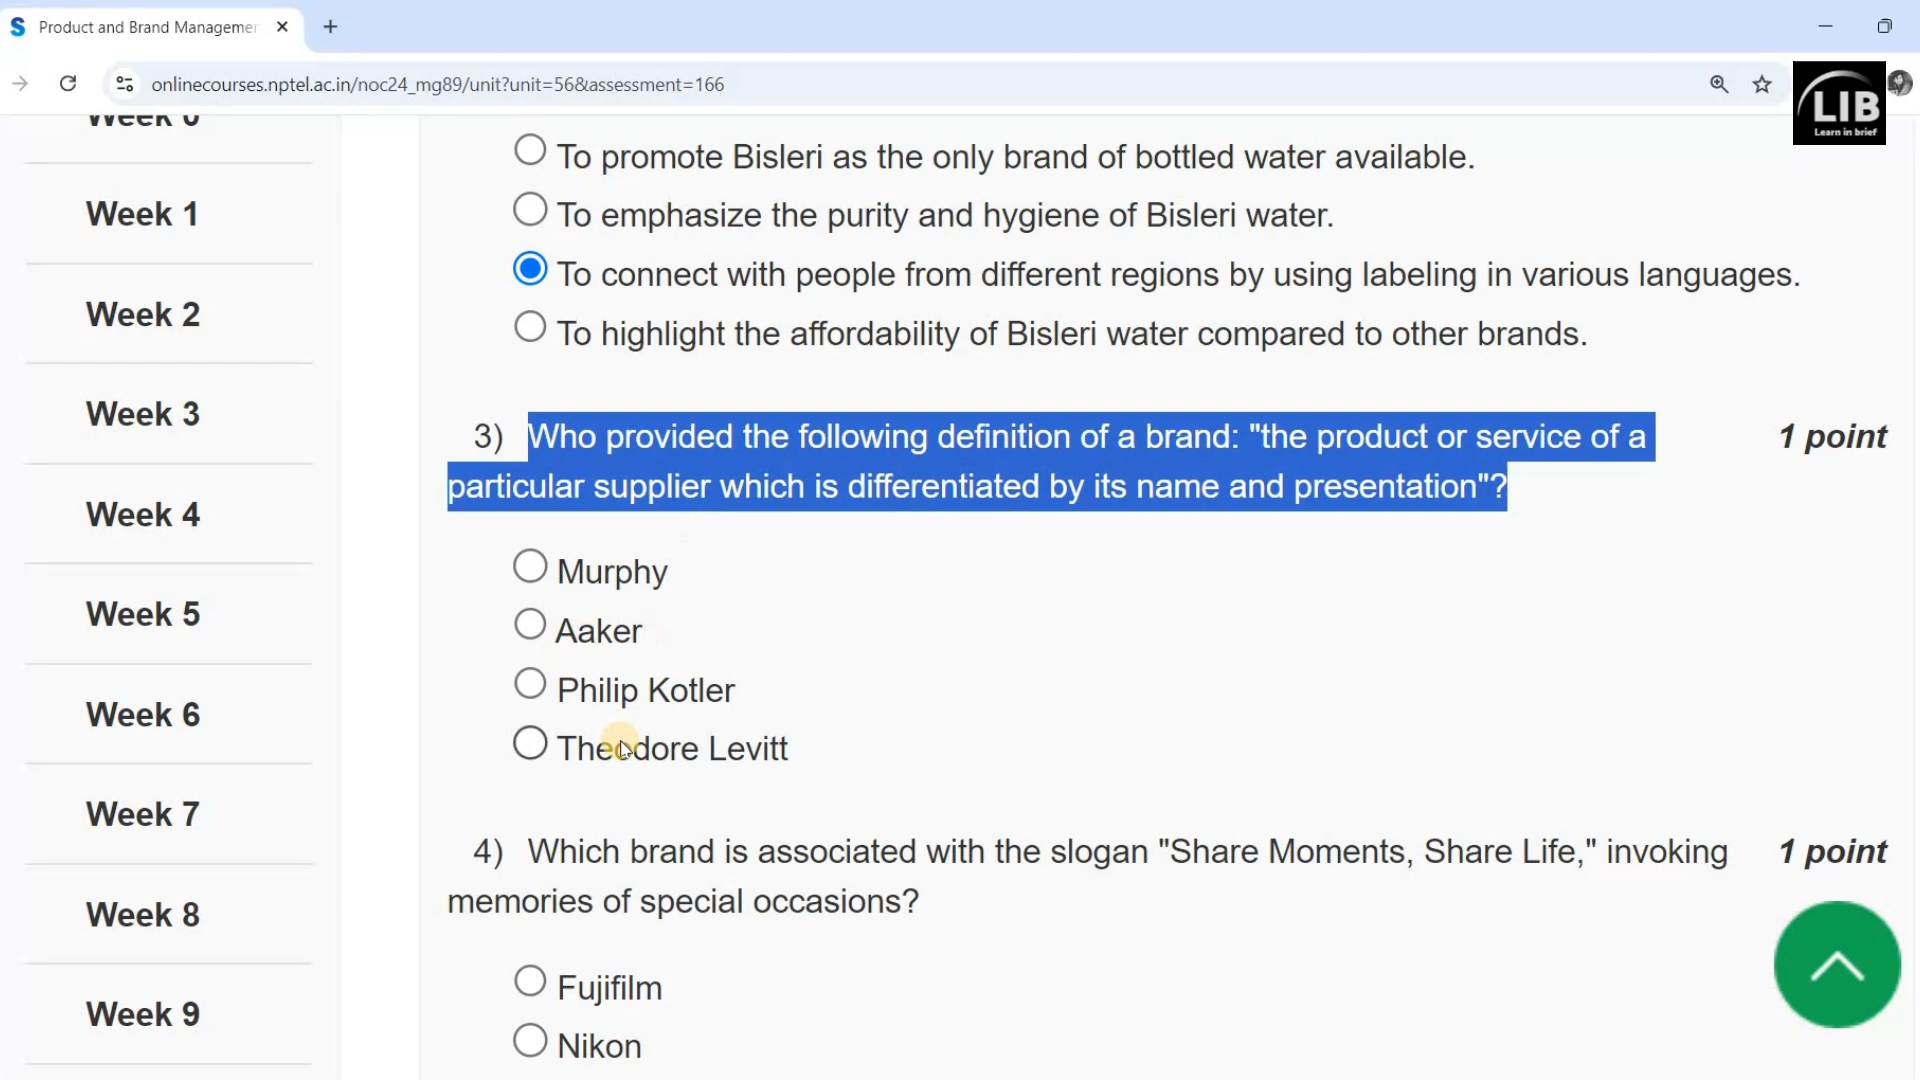 Product and Brand Managemen
onlinecourses.nptel.ac.in/noc24_mg89/unit?unit=56&assessment=166
LIB
Learn in brief
Week 0
Week 1
Week 2
Week 3
Week 4
Week 5
Week 6
Week 7
Week 8
Week 9
To promote Bisleri as the only brand of bottled water available.
To emphasize the purity and hygiene of Bisleri water.
To connect with people from different regions by using labeling in various languages.
To highlight the affordability of Bisleri water compared to other brands.
3) Who provided the following definition of a brand: "the product or service of a 1 point
particular supplier which is differentiated by its name and presentation"?
Murphy
Aaker
Philip Kotler
Theodore Levitt
4) Which brand is associated with the slogan "Share Moments, Share Life," invoking 1 point
memories of special occasions?
Fujifilm
Nikon